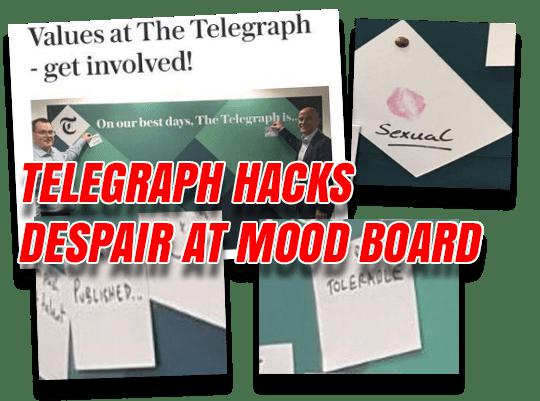 Values at The Telegraph
- get involved!
T
On our best days, The Telegraph is...
Sexual
TELEGRAPH HACKS
DESPAIR AT MOOD BOARD
PUBLISHED...
TOLERABLE